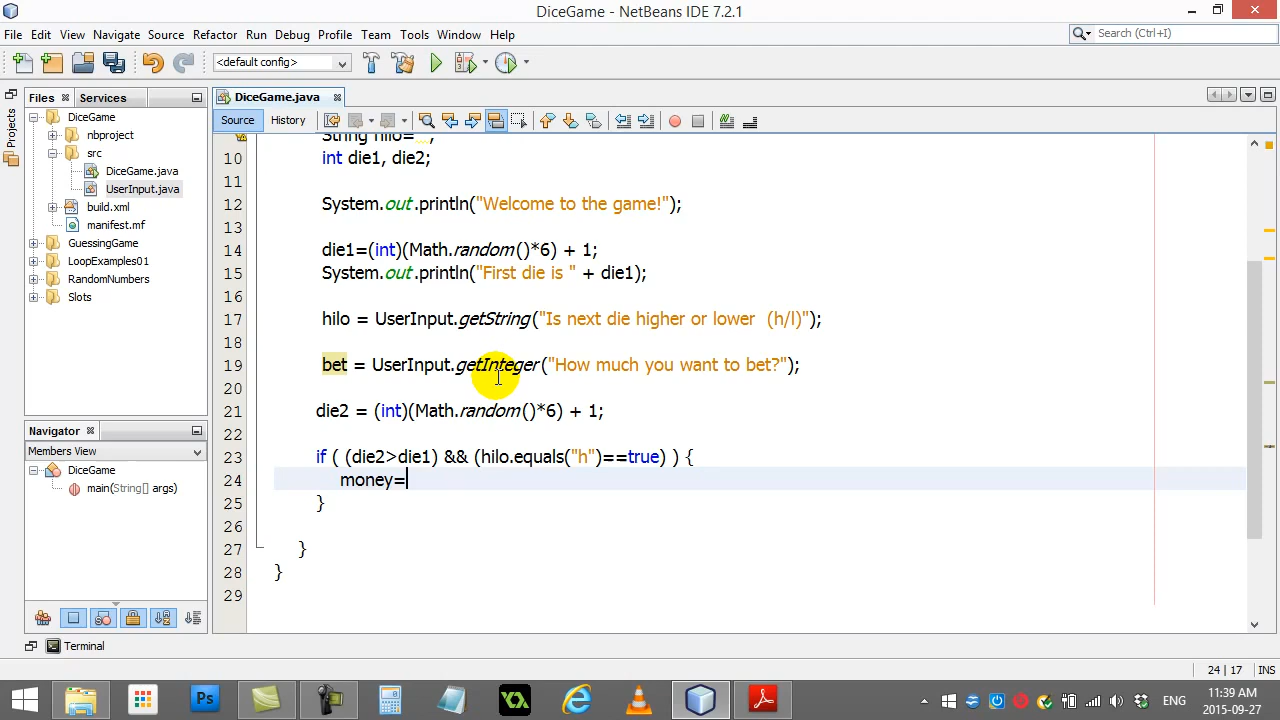 DiceGame - NetBeans IDE 7.2.1
File Edit View Navigate Source Refactor Run Debug Profile Team Tools Window Help
Search (Ctrl+I)
<default config>
Projects
Files
Services
DiceGame.java
Source
History
DiceGame
nbproject
src
DiceGame.java
UserInput.java
build.xml
manifest.mf
GuessingGame
LoopExamples01
RandomNumbers
Slots
Navigator
Members View
DiceGame
main(String[] args)
String hilo="";
10 int die1, die2;
11
12 System.out.println("Welcome to the game!");
13
14 die1=(int)(Math.random()*6) + 1;
15 System.out.println("First die is " + die1);
16
17 hilo = UserInput.getString("Is next die higher or lower  (h/l)");
18
19 bet = UserInput.getInteger("How much you want to bet?");
20
21 die2 = (int)(Math.random()*6) + 1;
22
23 if ( (die2>die1) && (hilo.equals("h")==true) ) {
24 money=
25 }
26
27 }
28 }
29
Terminal
24 | 17
INS
Ps
ENG
11:39 AM
2015-09-27